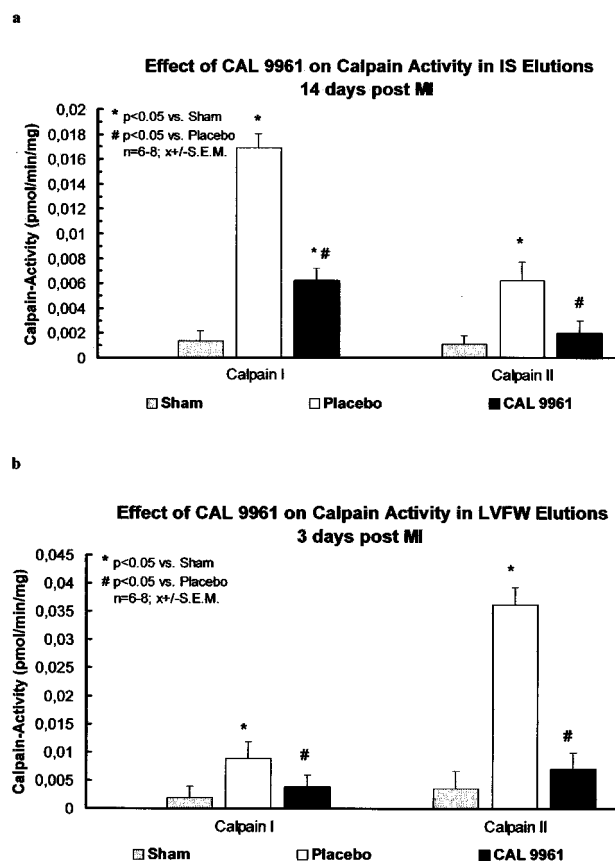 a
Effect of CAL 9961 on Calpain Activity in IS Elutions
14 days post MI
Calpain-Activity (pmol/min/mg)
0,02
0,018
0,016
0,014
0,012
0,01
0,008
0,006
0,004
0,002
0
* p<0.05 vs. Sham
# p<0.05 vs. Placebo
n=6-8; x+/-S.E.M.
*
* #
*
#
Calpain I
Calpain II
Sham
Placebo
CAL 9961
b
Effect of CAL 9961 on Calpain Activity in LVFW Elutions
3 days post MI
Calpain-Activity (pmol/min/mg)
0,045
0,04
0,035
0,03
0,025
0,02
0,015
0,01
0,005
0
* p<0.05 vs. Sham
# p<0.05 vs. Placebo
n=6-8; x+/-S.E.M.
*
#
*
#
Calpain I
Calpain II
Sham
Placebo
CAL 9961